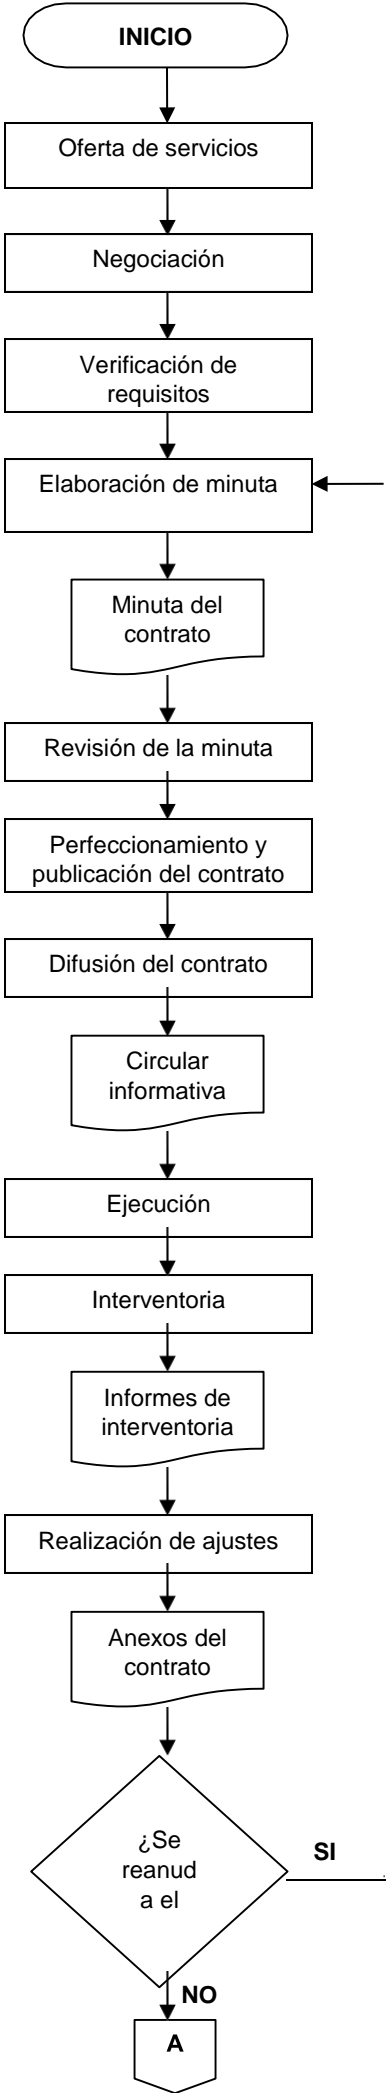 INICIO
Oferta de servicios
Negociación
Verificación de
requisitos
Elaboración de minuta
Minuta del
contrato
Revisión de la minuta
Perfeccionamiento y
publicación del contrato
Difusión del contrato
Circular
informativa
Ejecución
Interventoria
Informes de
interventoria
Realización de ajustes
Anexos del
contrato
¿Se
reanud
a el
SI
NO
A